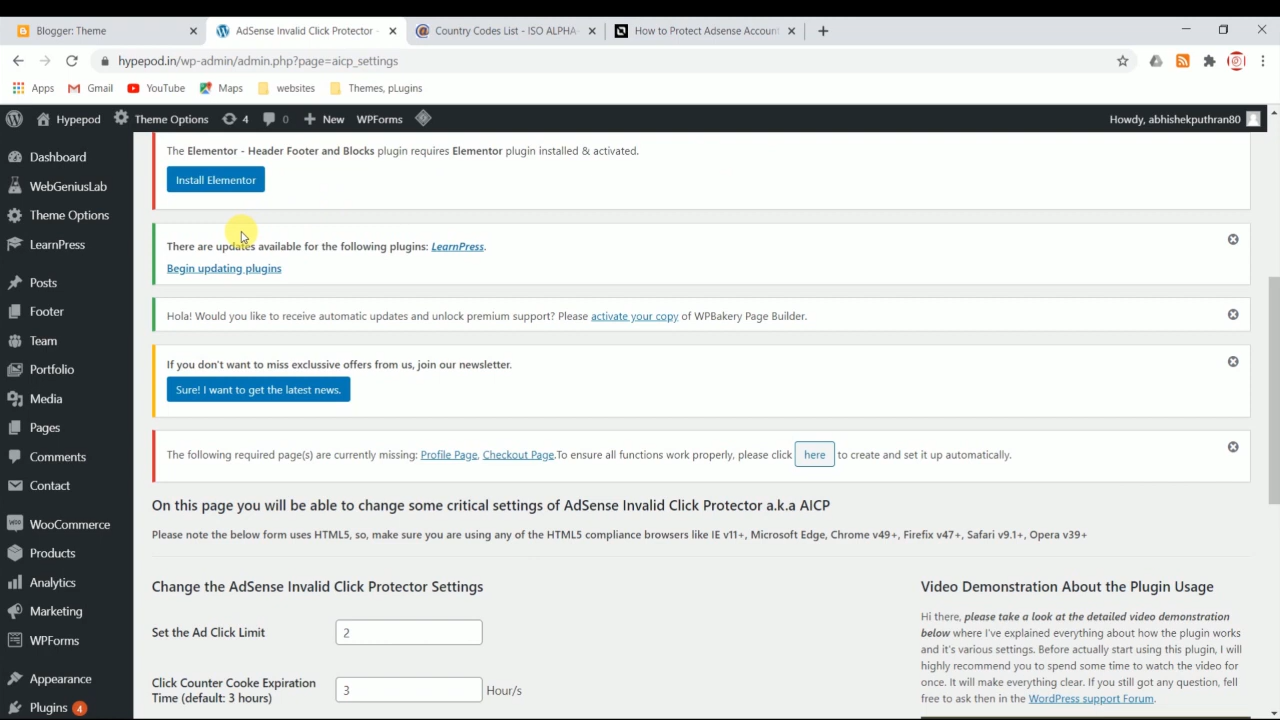 Blogger: Theme
AdSense Invalid Click Protector -
Country Codes List - ISO ALPHA-
How to Protect Adsense Account
hypepod.in/wp-admin/admin.php?page=aicp_settings
Apps
Gmail
YouTube
Maps
websites
Themes, pLugins
Hypepod
Theme Options
4
0
New
WPForms
Howdy, abhishekputhran80
Dashboard
WebGeniusLab
Theme Options
LearnPress
Posts
Footer
Team
Portfolio
Media
Pages
Comments
Contact
WooCommerce
Products
Analytics
Marketing
WPForms
Appearance
Plugins 4
The Elementor - Header Footer and Blocks plugin requires Elementor plugin installed & activated.
Install Elementor
There are updates available for the following plugins: LearnPress.
Begin updating plugins
Hola! Would you like to receive automatic updates and unlock premium support? Please activate your copy of WPBakery Page Builder.
If you don't want to miss exclussive offers from us, join our newsletter.
Sure! I want to get the latest news.
The following required page(s) are currently missing: Profile Page, Checkout Page.To ensure all functions work properly, please click here to create and set it up automatically.
On this page you will be able to change some critical settings of AdSense Invalid Click Protector a.k.a AICP
Please note the below form uses HTML5, so, make sure you are using any of the HTML5 compliance browsers like IE v11+, Microsoft Edge, Chrome v49+, Firefix v47+, Safari v9.1+, Opera v39+
Change the AdSense Invalid Click Protector Settings
Set the Ad Click Limit
2
Click Counter Cooke Expiration
Time (default: 3 hours)
3
Hour/s
Video Demonstration About the Plugin Usage
Hi there, please take a look at the detailed video demonstration
below where I've explained everything about how the plugin works
and it's various settings. Before actually start using this plugin, I will
highly recommend you to spend some time to watch the video for
once. It will make everything clear. If you still got any question, fell
free to ask then in the WordPress support Forum.